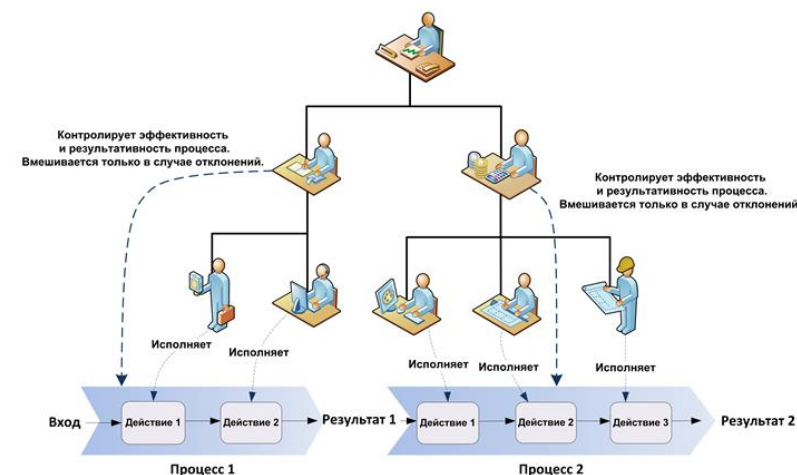 Контролирует эффективность
и результативность процесса.
Вмешивается только в случае отклонений.
Контролирует эффективность
и результативность процесса.
Вмешивается только в случае отклонений
Исполняет
Исполняет
Исполняет
Исполняет
Исполняет
Вход
Действие 1
Действие 2
Результат 1
Действие 1
Действие 2
Действие 3
Результат 2
Процесс 1
Процесс 2